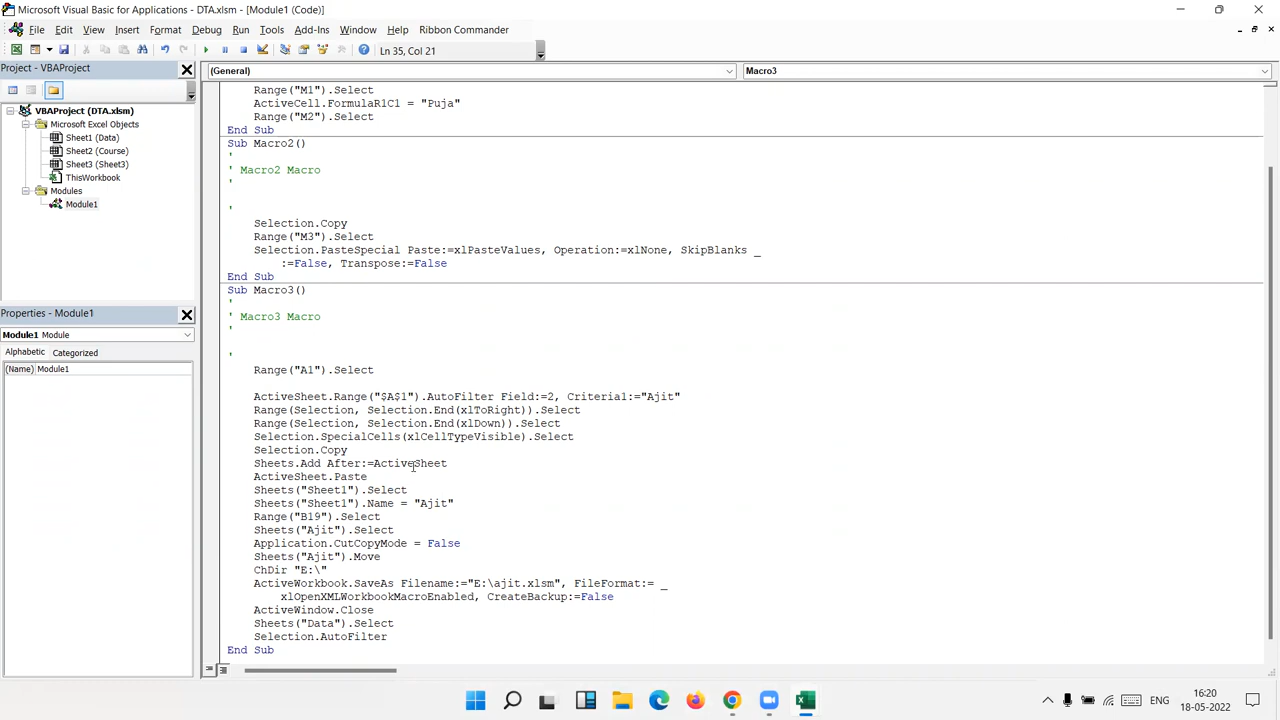 Microsoft Visual Basic for Applications - DTA.xlsm - [Module1 (Code)]
File Edit View Insert Format Debug Run Tools Add-Ins Window Help Ribbon Commander
Ln 35, Col 21
Project - VBAProject
(General)
Macro3
VBAProject (DTA.xlsm)
Microsoft Excel Objects
Sheet1 (Data)
Sheet2 (Course)
Sheet3 (Sheet3)
ThisWorkbook
Modules
Module1
Properties - Module1
Module1 Module
Alphabetic Categorized
(Name) Module1
Range("M1").Select
ActiveCell.FormulaR1C1 = "Puja"
Range("M2").Select
End Sub
Sub Macro2()
'
' Macro2 Macro
'
'
Selection.Copy
Range("M3").Select
Selection.PasteSpecial Paste:=xlPasteValues, Operation:=xlNone, SkipBlanks _
:=False, Transpose:=False
End Sub
Sub Macro3()
'
' Macro3 Macro
'
'
Range("A1").Select
ActiveSheet.Range("$A$1").AutoFilter Field:=2, Criteria1:="Ajit"
Range(Selection, Selection.End(xlToRight)).Select
Range(Selection, Selection.End(xlDown)).Select
Selection.SpecialCells(xlCellTypeVisible).Select
Selection.Copy
Sheets.Add After:=ActiveSheet
ActiveSheet.Paste
Sheets("Sheet1").Select
Sheets("Sheet1").Name = "Ajit"
Range("B19").Select
Sheets("Ajit").Select
Application.CutCopyMode = False
Sheets("Ajit").Move
ChDir "E:\"
ActiveWorkbook.SaveAs Filename:="E:\ajit.xlsm", FileFormat:= _
xlOpenXMLWorkbookMacroEnabled, CreateBackup:=False
ActiveWindow.Close
Sheets("Data").Select
Selection.AutoFilter
End Sub
ENG
16:20
18-05-2022